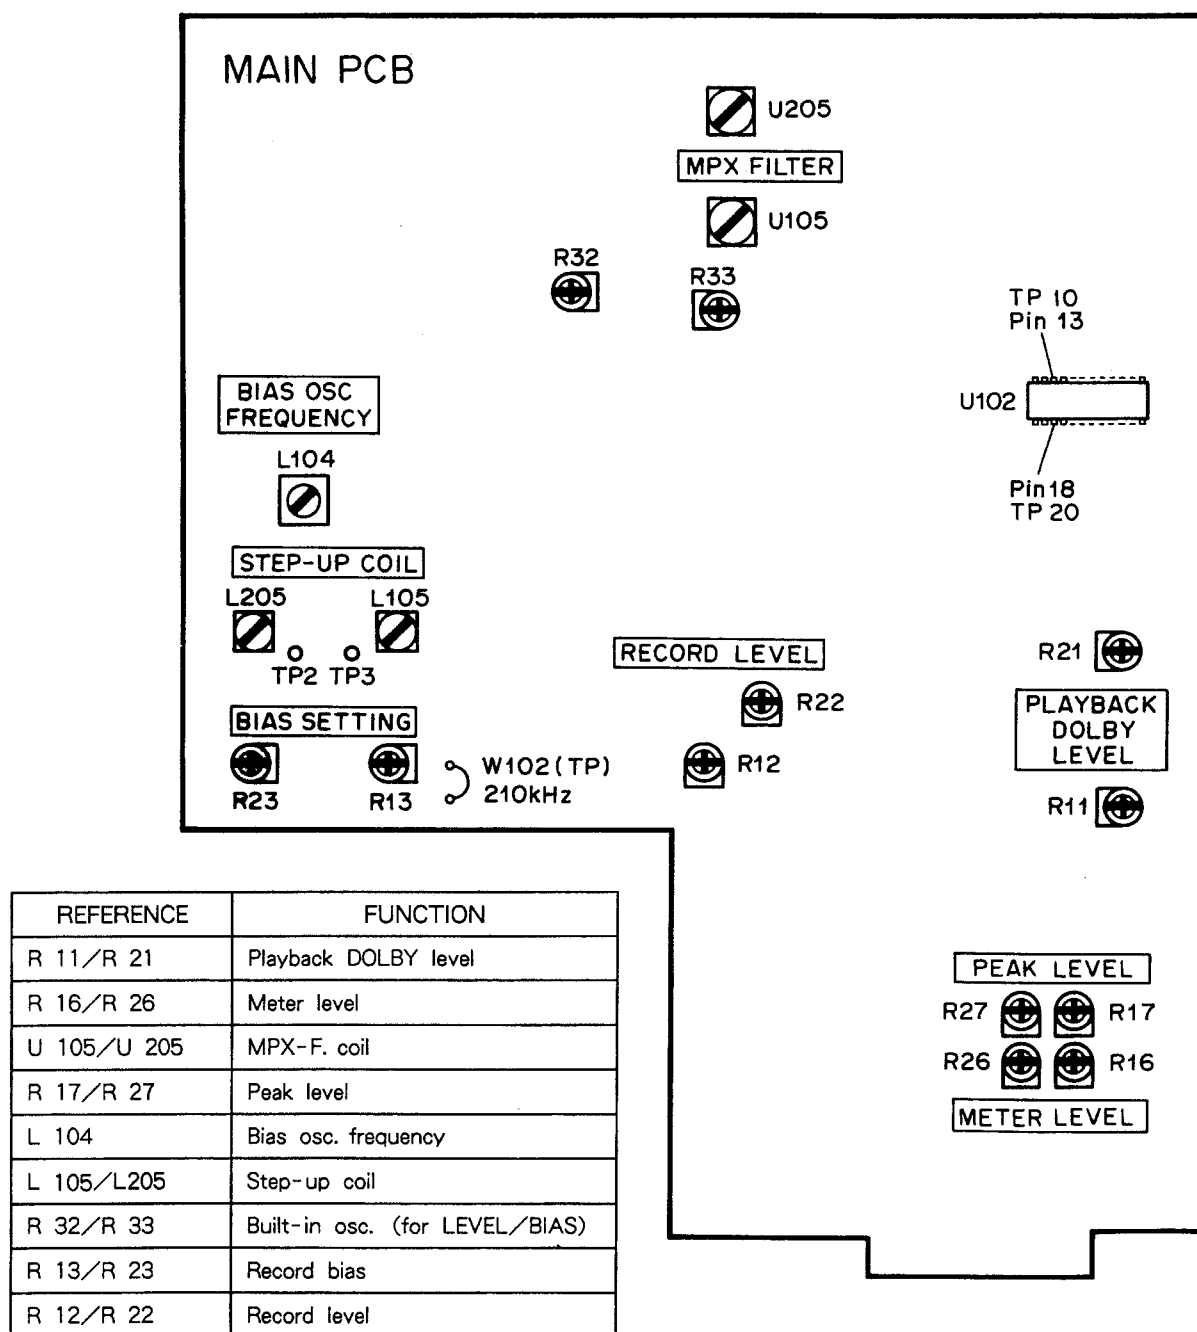 MAIN PCB
U205
MPX FILTER
U105
R32
R33
TP 10
Pin 13
U102
Pin 18
TP 20
BIAS OSC
FREQUENCY
L104
STEP-UP COIL
L205
L105
TP2 TP3
BIAS SETTING
R23
R13
W102(TP)
210kHz
RECORD LEVEL
R22
R12
R21
PLAYBACK
DOLBY
LEVEL
R11
PEAK LEVEL
R27
R17
R26
R16
METER LEVEL
REFERENCE FUNCTION
R 11/R 21 Playback DOLBY level
R 16/R 26 Meter level
U 105/U 205 MPX-F. coil
R 17/R 27 Peak level
L 104 Bias osc. frequency
L 105/L205 Step-up coil
R 32/R 33 Built-in osc. (for LEVEL/BIAS)
R 13/R 23 Record bias
R 12/R 22 Record level